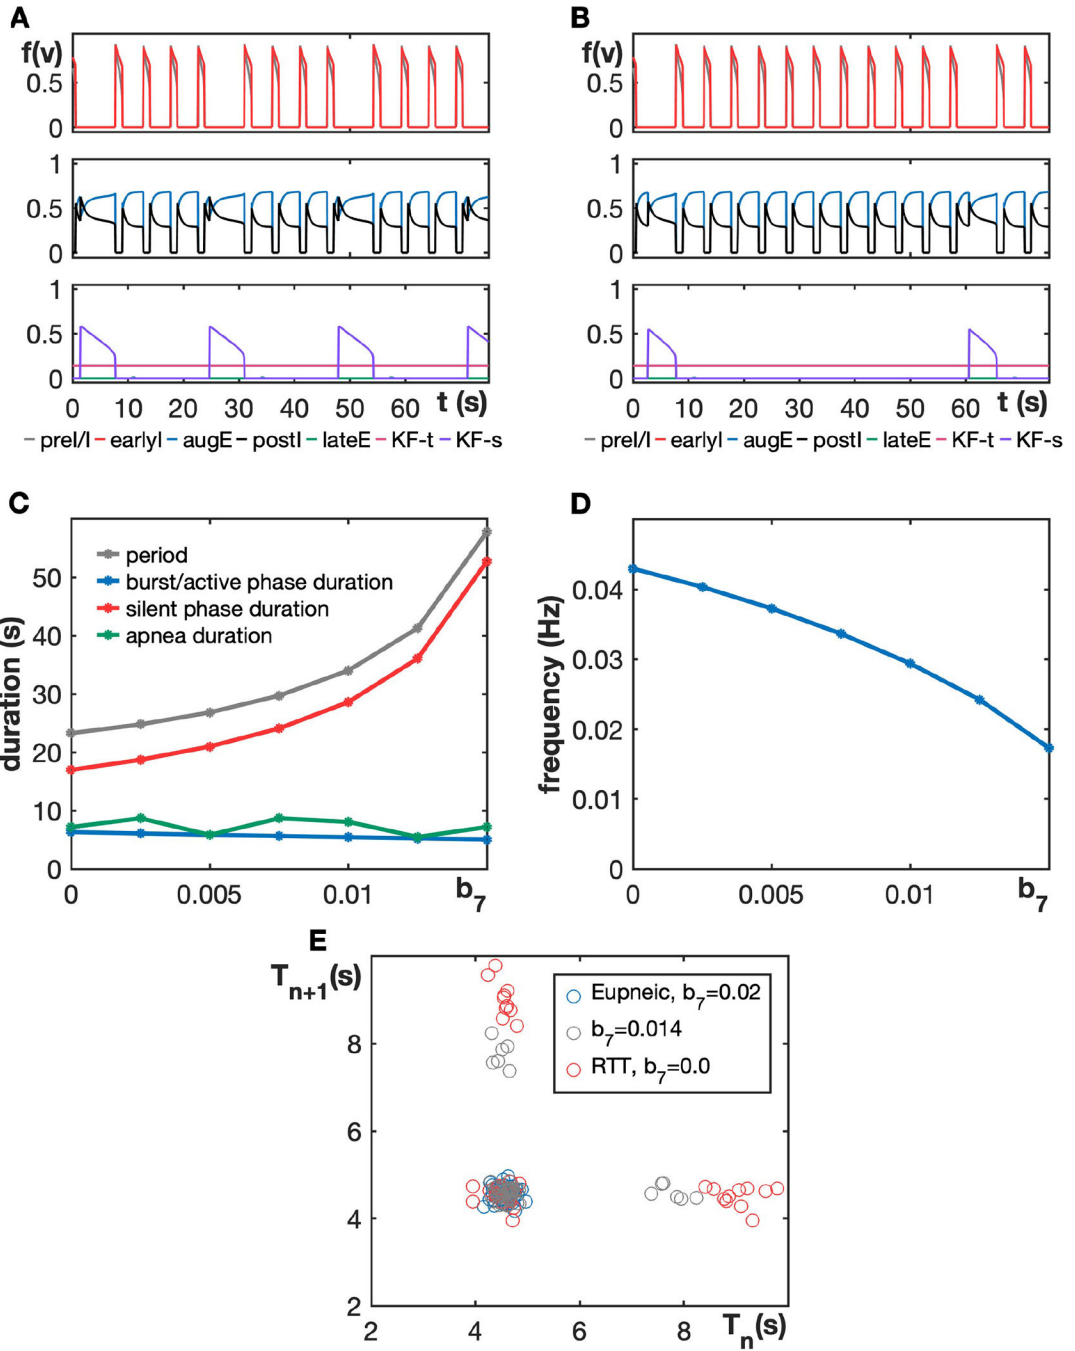 A
f(v)
0.5
0
1
0.5
0
1
0.5
0
0 10 20 30 40 50 60 t (s)
preI/I earlyI augE postI lateE KF-t KF-s
B
f(v)
0.5
0
1
0.5
0
1
0.5
0
0 10 20 30 40 50 60 t (s)
preI/I earlyI augE postI lateE KF-t KF-s
C
duration (s)
50
40
30
20
10
0
period
burst/active phase duration
silent phase duration
apnea duration
0 0.005 0.01 b7
D
frequency (Hz)
0.04
0.03
0.02
0.01
0
0 0.005 0.01 b7
E
Tn+1(s)
8
6
4
2
Eupneic, b7=0.02
b7=0.014
RTT, b7=0.0
2 4 6 8 Tn(s)